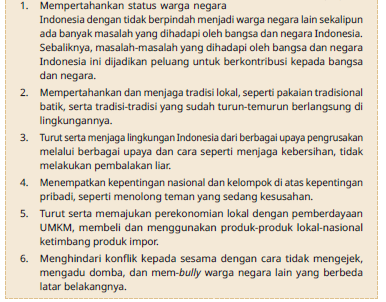 1. Mempertahankan status warga negara
Indonesia dengan tidak berpindah menjadi warga negara lain sekalipun
ada banyak masalah yang dihadapi oleh bangsa dan negara Indonesia.
Sebaliknya, masalah-masalah yang dihadapi oleh bangsa dan negara
Indonesia ini dijadikan peluang untuk berkontribusi kepada bangsa
dan negara.
2. Mempertahankan dan menjaga tradisi lokal, seperti pakaian tradisional
batik, serta tradisi-tradisi yang sudah turun-temurun berlangsung di
lingkungannya.
3. Turut serta menjaga lingkungan Indonesia dari berbagai upaya pengrusakan
melalui berbagai upaya dan cara seperti menjaga kebersihan, tidak
melakukan pembalakan liar.
4. Menempatkan kepentingan nasional dan kelompok di atas kepentingan
pribadi, seperti menolong teman yang sedang kesusahan.
5. Turut serta memajukan perekonomian lokal dengan pemberdayaan
UMKM, membeli dan menggunakan produk-produk lokal-nasional
ketimbang produk impor.
6. Menghindari konflik kepada sesama dengan cara tidak mengejek,
mengadu domba, dan mem-bully warga negara lain yang berbeda
latar belakangnya.